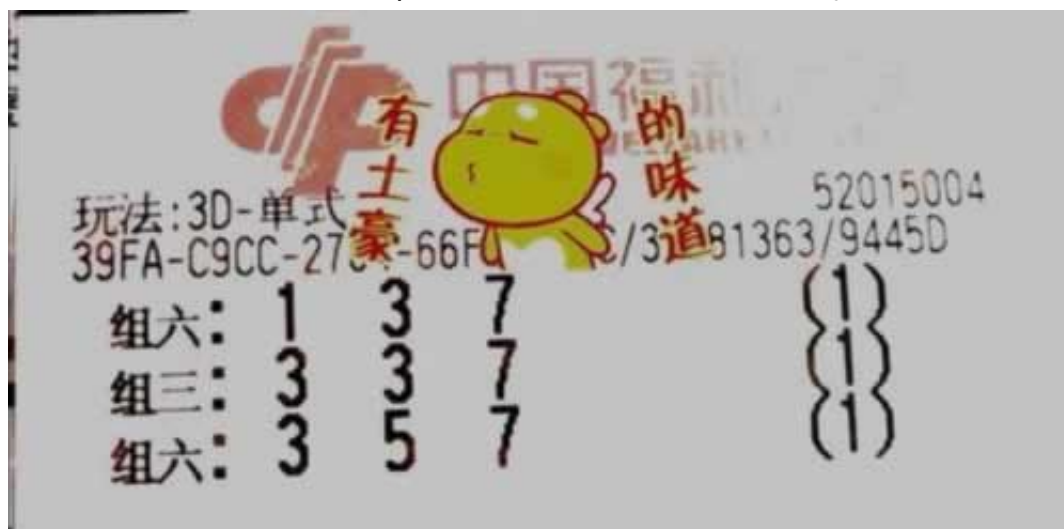 中国福利
有土豪的味道
52015004
玩法:3D-单式
39FA-C9CC-27 -66F C/3 81363/9445D
组六: 1 3 7 (1)
组三: 3 3 7 (1)
组六: 3 5 7 (1)